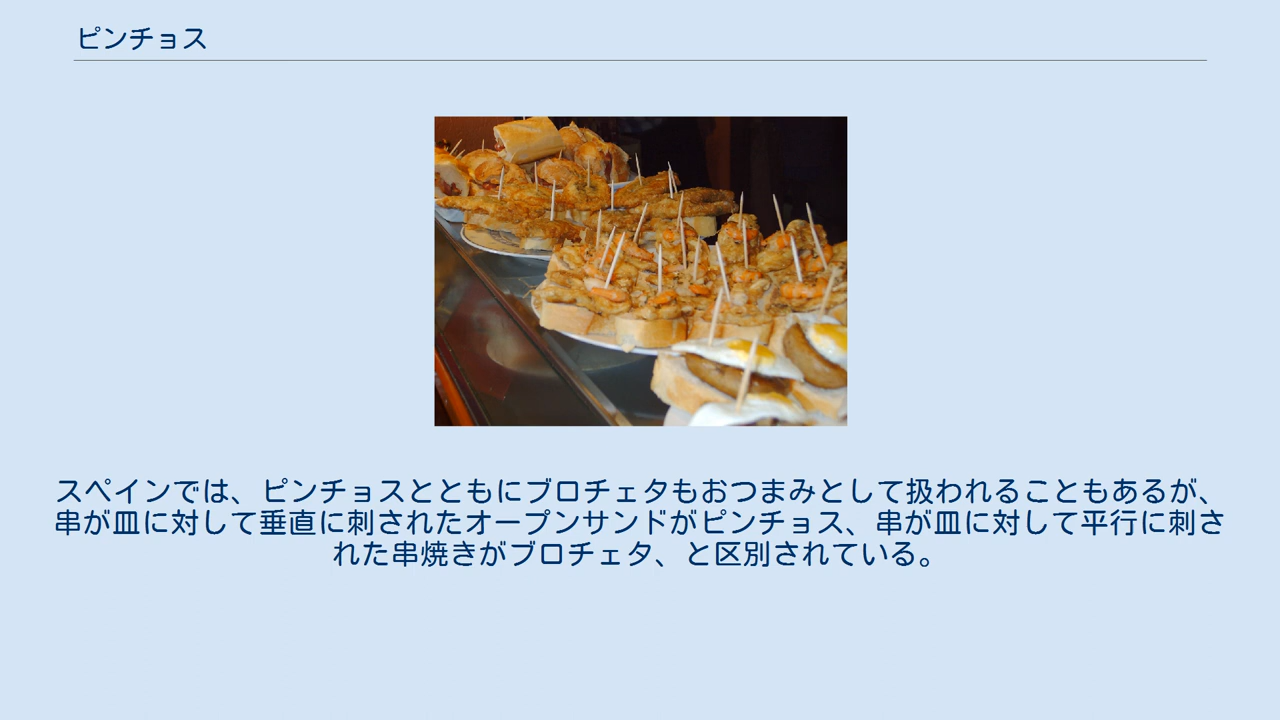 ピンチョス
スペインでは、ピンチョスとともにブロチェタもおつまみとして扱われることもあるが、
串が皿に対して垂直に刺されたオープンサンドがピンチョス、串が皿に対して平行に刺さ
れた串焼きがブロチェタ、と区別されている。